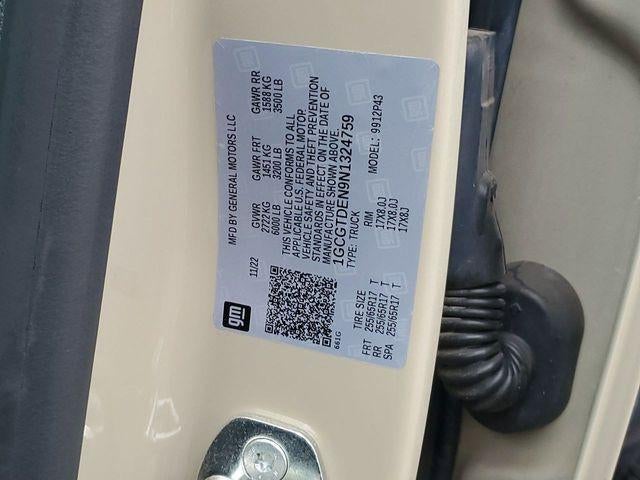 gm
MFD BY GENERAL MOTORS LLC
11/22
GVWR GAWR FRT GAWR RR
2722 KG 1451 KG 1588 KG
6000 LB 3200 LB 3500 LB
THIS VEHICLE CONFORMS TO ALL
APPLICABLE U.S. FEDERAL MOTOR
VEHICLE SAFETY AND THEFT PREVENTION
STANDARDS IN EFFECT ON THE DATE OF
MANUFACTURE SHOWN ABOVE.
1GCGTDEN9N1324759
TYPE: TRUCK MODEL: 9912P43
661G
TIRE SIZE RIM
FRT 255/65R17 T 17X8.0J
RR 255/65R17 T 17X8.0J
SPA 255/65R17 T 17X8J